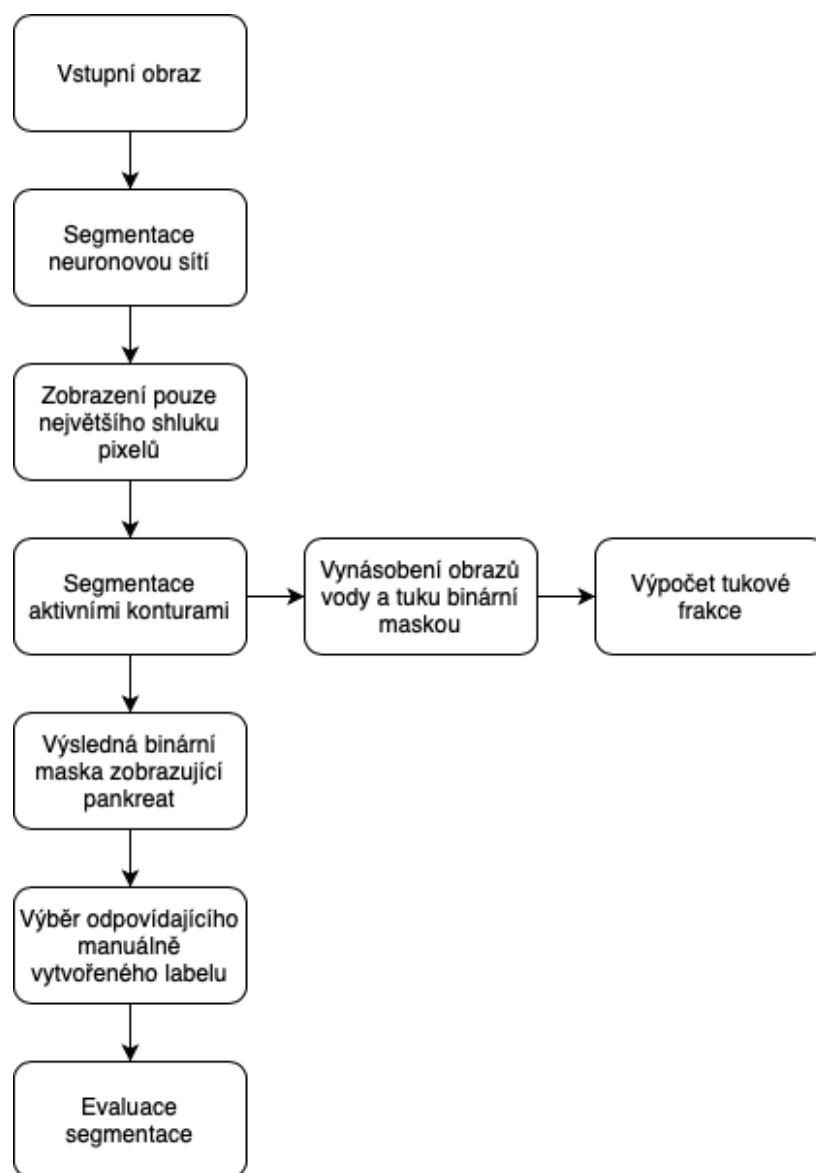 Vstupní obraz
Segmentace
neuronovou sítí
Zobrazení pouze
největšího shluku
pixelů
Segmentace
aktivními konturami
Vynásobení obrazů
vody a tuku binární
maskou
Výpočet tukové
frakce
Výsledná binární
maska zobrazující
pankreat
Výběr odpovídajícího
manuálně
vytvořeného labelu
Evaluace
segmentace